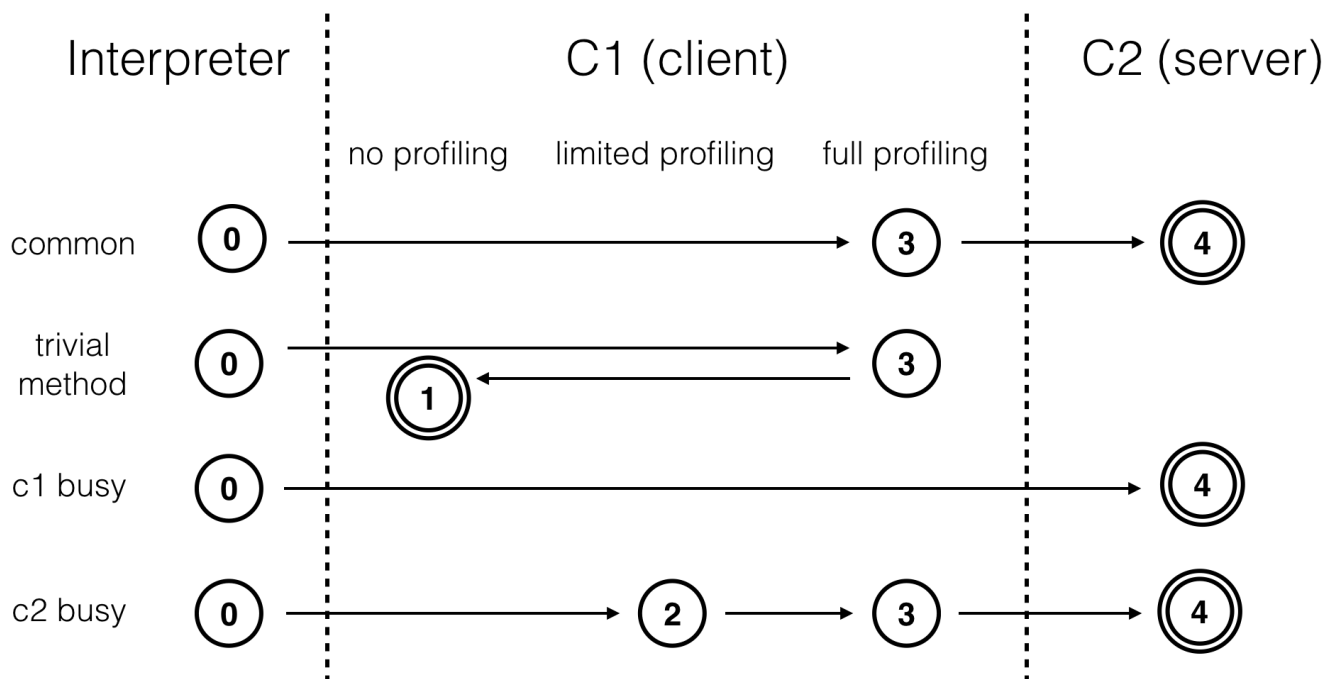 Interpreter
C1 (client)
C2 (server)
no profiling
limited profiling
full profiling
common
0
3
4
trivial
method
0
3
1
c1 busy
0
4
c2 busy
0
2
3
4